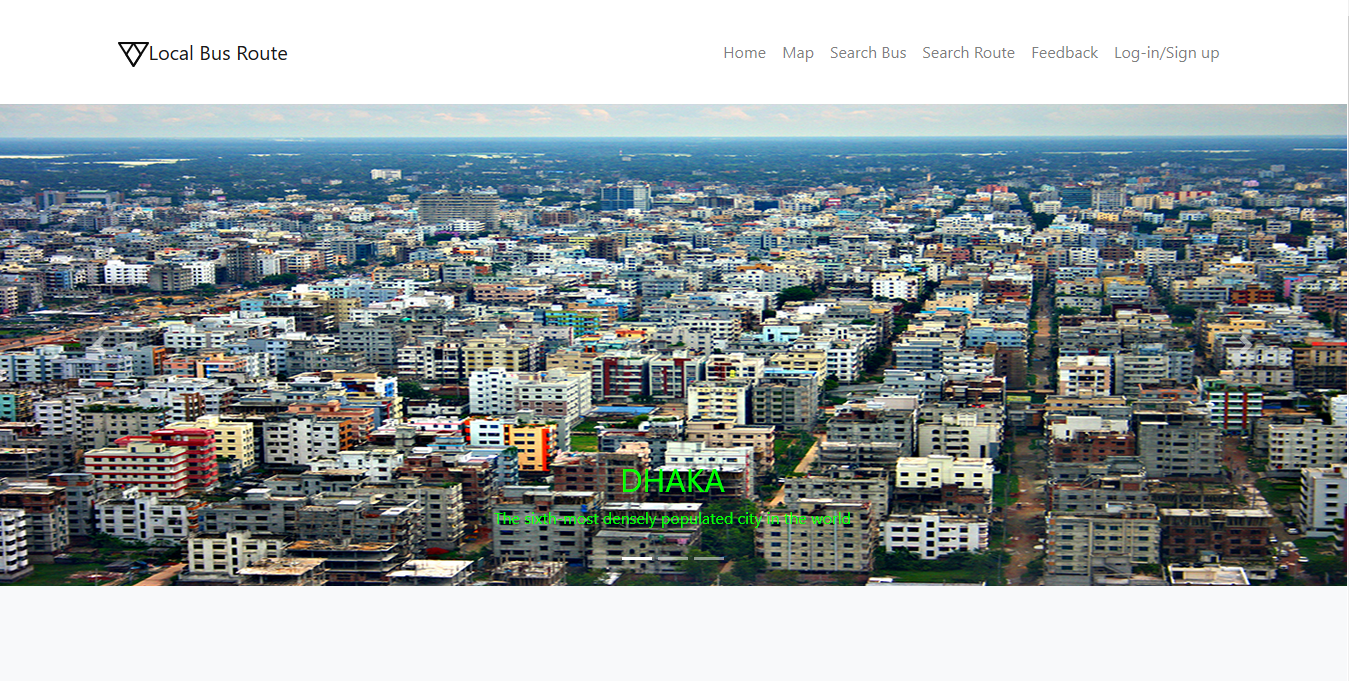 Local Bus Route
Home Map Search Bus Search Route Feedback Log-in/Sign up
DHAKA
The sixth-most densely populated city in the world.